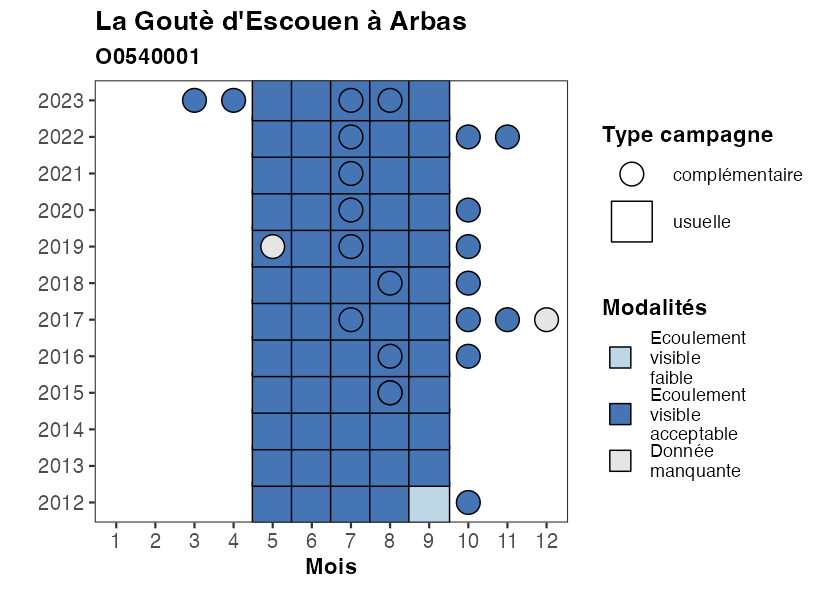 La Goutè d'Escouen à Arbas
O0540001
2023
2022
2021
2020
2019
2018
2017
2016
2015
2014
2013
2012
1 2 3 4 5 6 7 8 9 10 11 12
Mois
Type campagne
complémentaire
usuelle
Modalités
Ecoulement
visible
faible
Ecoulement
visible
acceptable
Donnée
manquante